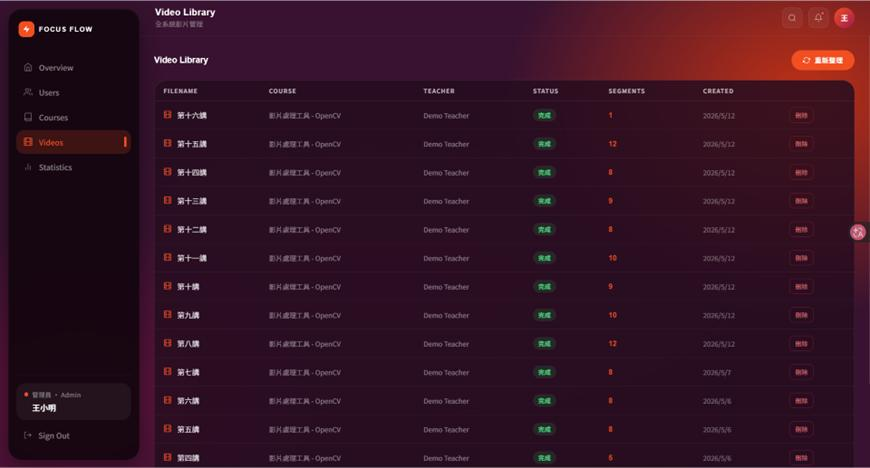 FOCUS FLOW
Overview
Users
Courses
Videos
Statistics
管理員 • Admin
王小明
Sign Out
Video Library
全系統影片管理
王
Video Library
重新整理
FILENAME COURSE TEACHER STATUS SEGMENTS CREATED
第十六講 影片處理工具 - OpenCV Demo Teacher 完成 1 2026/5/12 刪除
第十五講 影片處理工具 - OpenCV Demo Teacher 完成 12 2026/5/12 刪除
第十四講 影片處理工具 - OpenCV Demo Teacher 完成 8 2026/5/12 刪除
第十三講 影片處理工具 - OpenCV Demo Teacher 完成 9 2026/5/12 刪除
第十二講 影片處理工具 - OpenCV Demo Teacher 完成 8 2026/5/12 刪除
第十一講 影片處理工具 - OpenCV Demo Teacher 完成 10 2026/5/12 刪除
第十講 影片處理工具 - OpenCV Demo Teacher 完成 9 2026/5/12 刪除
第九講 影片處理工具 - OpenCV Demo Teacher 完成 10 2026/5/12 刪除
第八講 影片處理工具 - OpenCV Demo Teacher 完成 12 2026/5/12 刪除
第七講 影片處理工具 - OpenCV Demo Teacher 完成 8 2026/5/7 刪除
第六講 影片處理工具 - OpenCV Demo Teacher 完成 8 2026/5/6 刪除
第五講 影片處理工具 - OpenCV Demo Teacher 完成 8 2026/5/6 刪除
第四講 影片處理工具 - OpenCV Demo Teacher 完成 5 2026/5/6 刪除